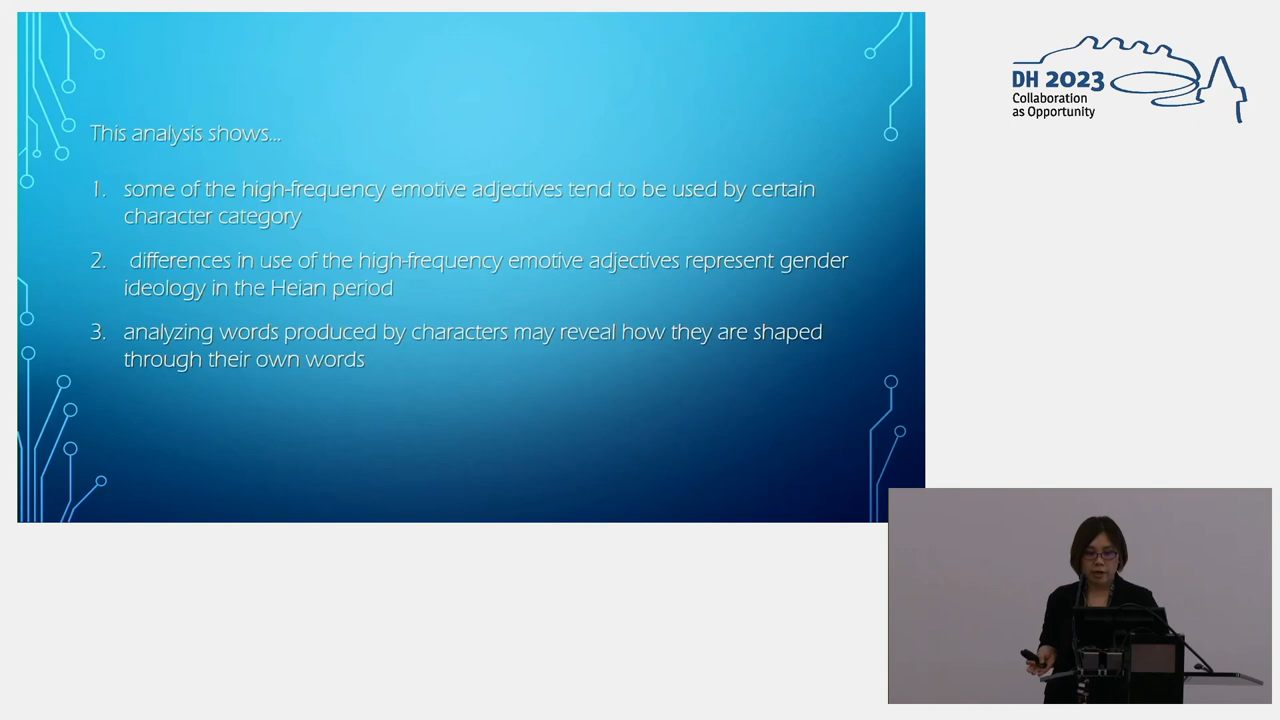 This analysis shows...
1. some of the high-frequency emotive adjectives tend to be used by certain
character category
2. differences in use of the high-frequency emotive adjectives represent gender
ideology in the Heian period
3. analyzing words produced by characters may reveal how they are shaped
through their own words
DH 2023
Collaboration
as Opportunity